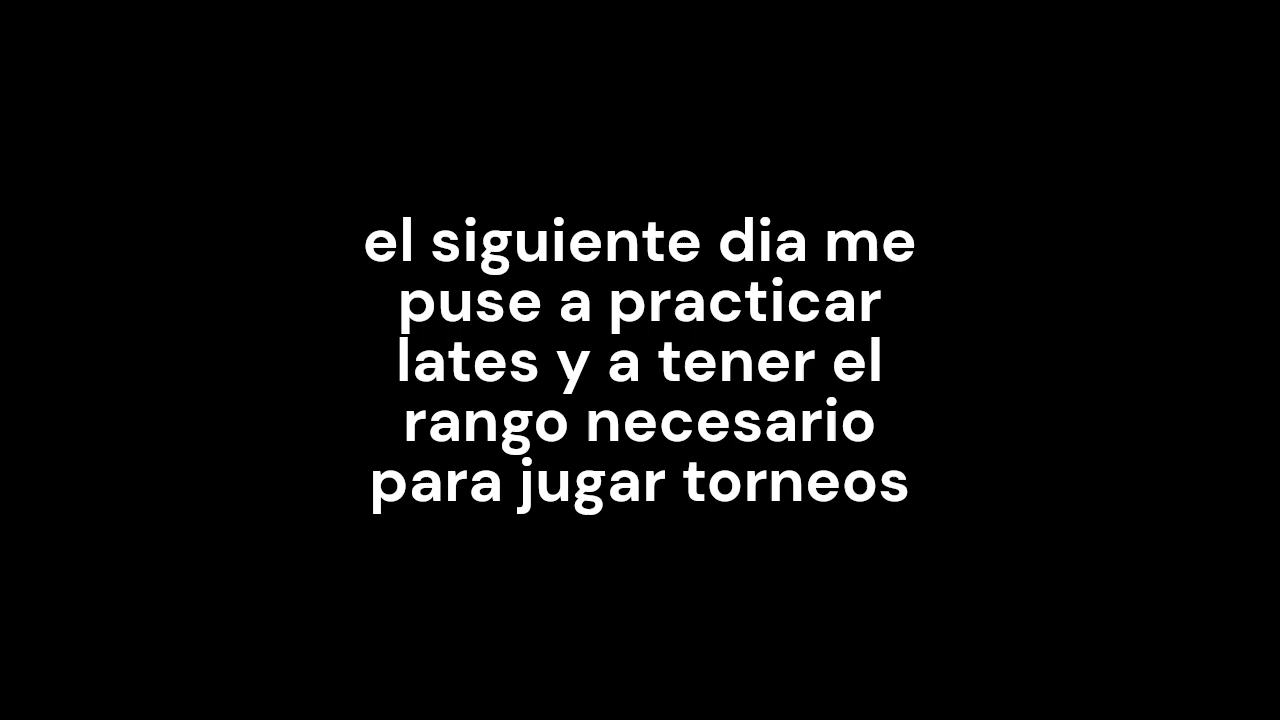 el siguiente dia me
puse a practicar
lates y a tener el
rango necesario
para jugar torneos